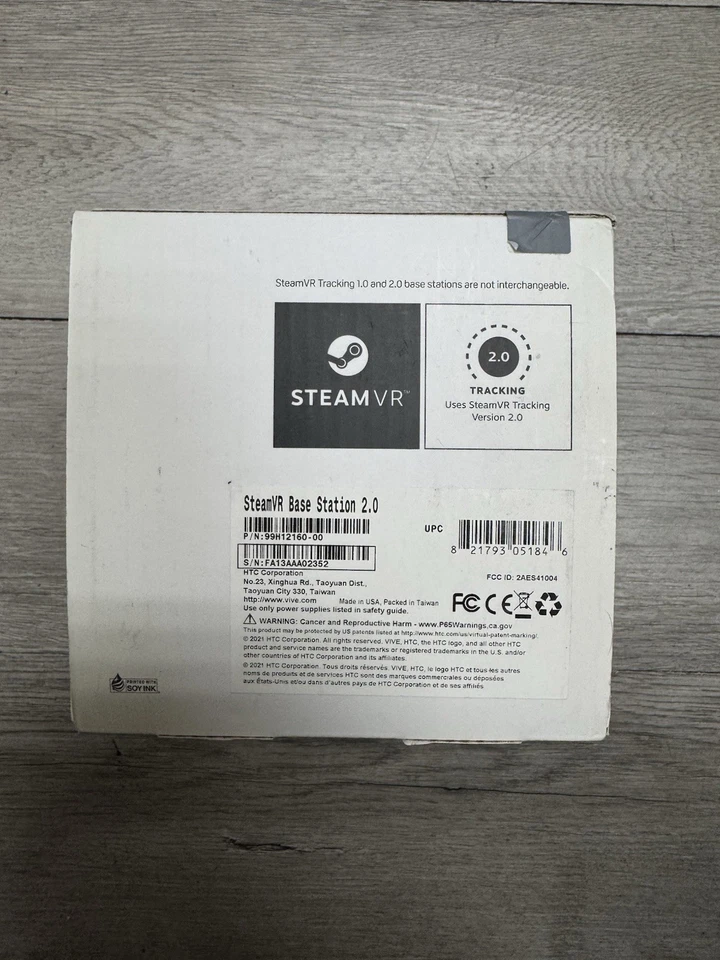 SteamVR Tracking 1.0 and 2.0 base stations are not interchangeable.
STEAMVR™
2.0
TRACKING
Uses SteamVR Tracking
Version 2.0
SteamVR Base Station 2.0
P/N:99H12160-00
S/N:FA13AAA02352
UPC
8 21793 05184 6
HTC Corporation
No.23, Xinghua Rd., Taoyuan Dist.,
Taoyuan City 330, Taiwan
http://www.vive.com Made in USA, Packed in Taiwan
Use only power supplies listed in safety guide.
FCC ID: 2AES41004
FC CE
WARNING: Cancer and Reproductive Harm - www.P65Warnings.ca.gov
This product may be protected by US patents listed at http://www.htc.com/us/virtual-patent-marking/
© 2021 HTC Corporation. All rights reserved. VIVE, HTC, the HTC logo, and all other HTC
product and service names are the trademarks or registered trademarks in the U.S. and/or
other countries of HTC Corporation and its affiliates.
© 2021 HTC Corporation. Tous droits réservés. VIVE, HTC, le logo HTC et tous les autres
noms de produits et de services HTC sont des marques commerciales ou déposées
aux États-Unis et/ou dans d'autres pays de HTC Corporation et de ses affiliés.
PRINTED WITH
SOY INK